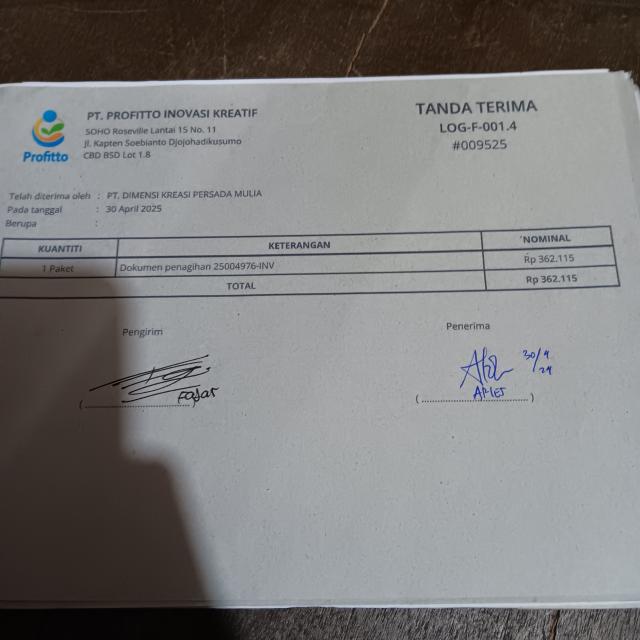 Profitto
PT. PROFITTO INOVASI KREATIF
SOHO Roseville Lantai 15 No. 11
Jl. Kapten Soebianto Djojohadikusumo
CBD BSD Lot 1.8
TANDA TERIMA
LOG-F-001.4
#009525
Telah diterima oleh : PT. DIMENSI KREASI PERSADA MULIA
Pada tanggal : 30 April 2025
Berupa :
KUANTITI KETERANGAN NOMINAL
1 Paket Dokumen penagihan 25004976-INV Rp 362.115
TOTAL Rp 362.115
Pengirim Penerima
30/4
Fajar